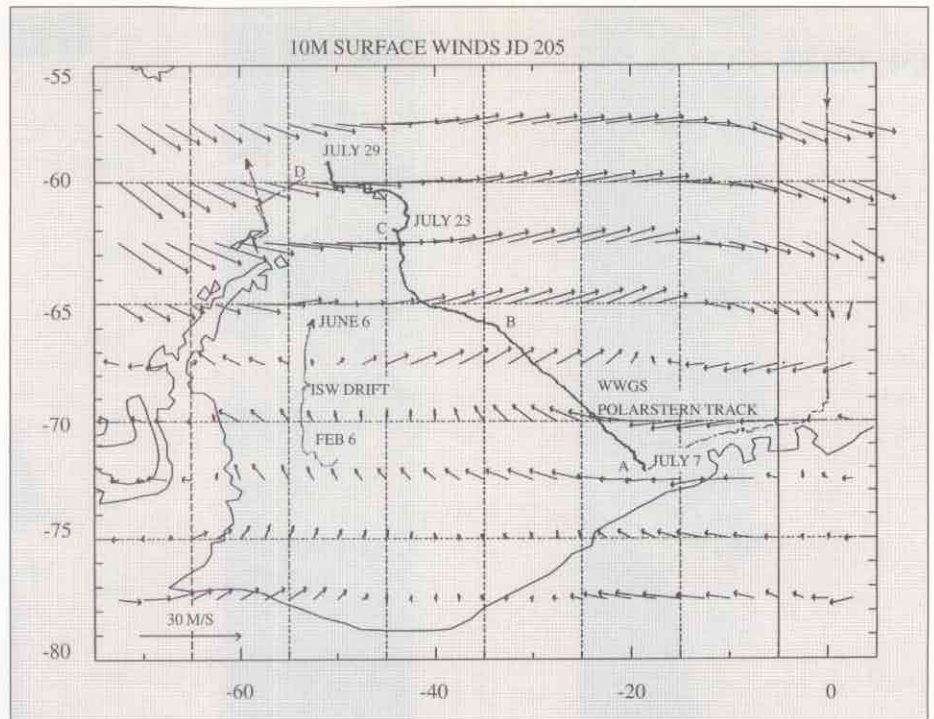 10M SURFACE WINDS JD 205
-55
JULY 29
D
-60
JULY 23
C
-65
JUNE 6
B
ISW DRIFT
WWGS
-70
POLARSTERN TRACK
FEB 6
A
JULY 7
-75
30 M/S
-80
-60
-40
-20
0